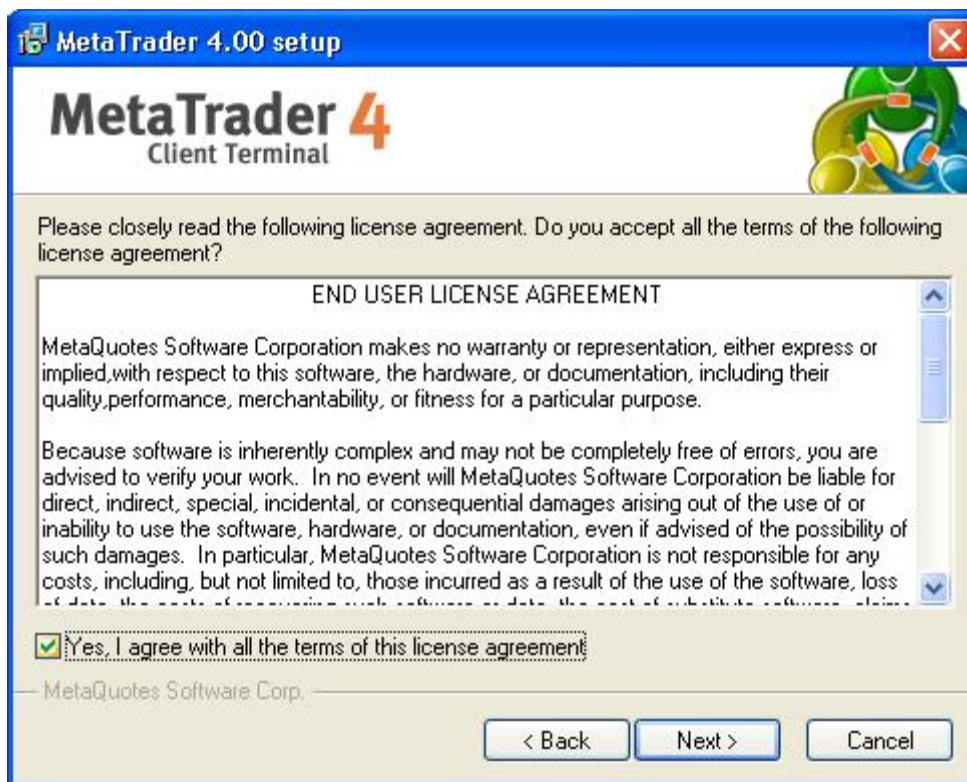 MetaTrader 4.00 setup
MetaTrader 4
Client Terminal
Please closely read the following license agreement. Do you accept all the terms of the following
license agreement?
END USER LICENSE AGREEMENT
MetaQuotes Software Corporation makes no warranty or representation, either express or
implied,with respect to this software, the hardware, or documentation, including their
quality,performance, merchantability, or fitness for a particular purpose.
Because software is inherently complex and may not be completely free of errors, you are
advised to verify your work.  In no event will MetaQuotes Software Corporation be liable for
direct, indirect, special, incidental, or consequential damages arising out of the use of or
inability to use the software, hardware, or documentation, even if advised of the possibility of
such damages.  In particular, MetaQuotes Software Corporation is not responsible for any
costs, including, but not limited to, those incurred as a result of the use of the software, loss
Yes, I agree with all the terms of this license agreement
MetaQuotes Software Corp.
< Back
Next >
Cancel